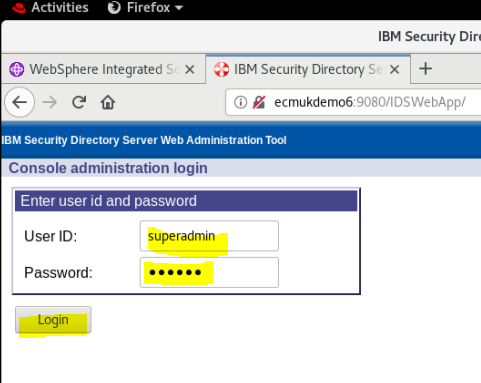 Activities Firefox
IBM Security Dire
WebSphere Integrated So
IBM Security Directory Se
ecmukdemo6:9080/IDSWebApp/
IBM Security Directory Server Web Administration Tool
Console administration login
Enter user id and password
User ID: superadmin
Password: ••••••
Login